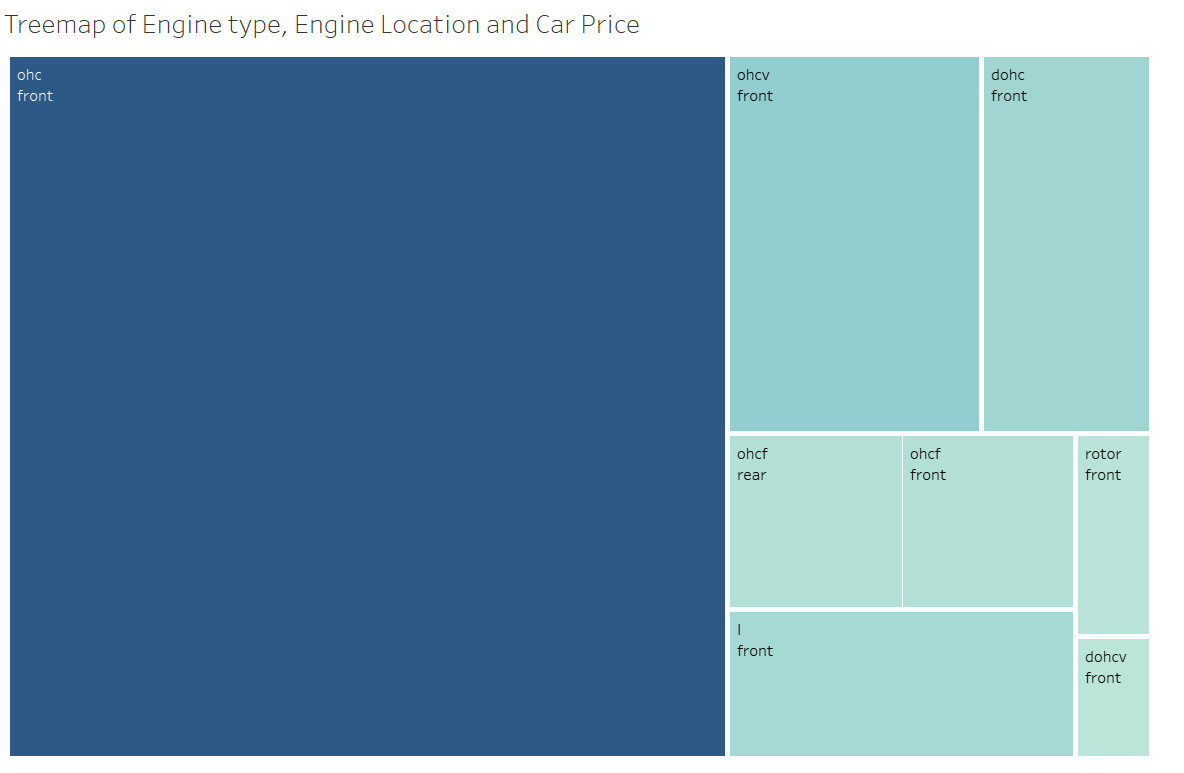 Treemap of Engine type, Engine Location and Car Price
ohc
front
ohcv
front
dohc
front
ohcf
rear
ohcf
front
rotor
front
l
front
dohcv
front